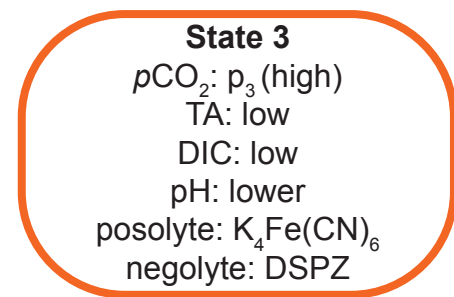 State 3
pCO₂: p₃ (high)
TA: low
DIC: low
pH: lower
posolyte: K₄Fe(CN)₆
negolyte: DSPZ